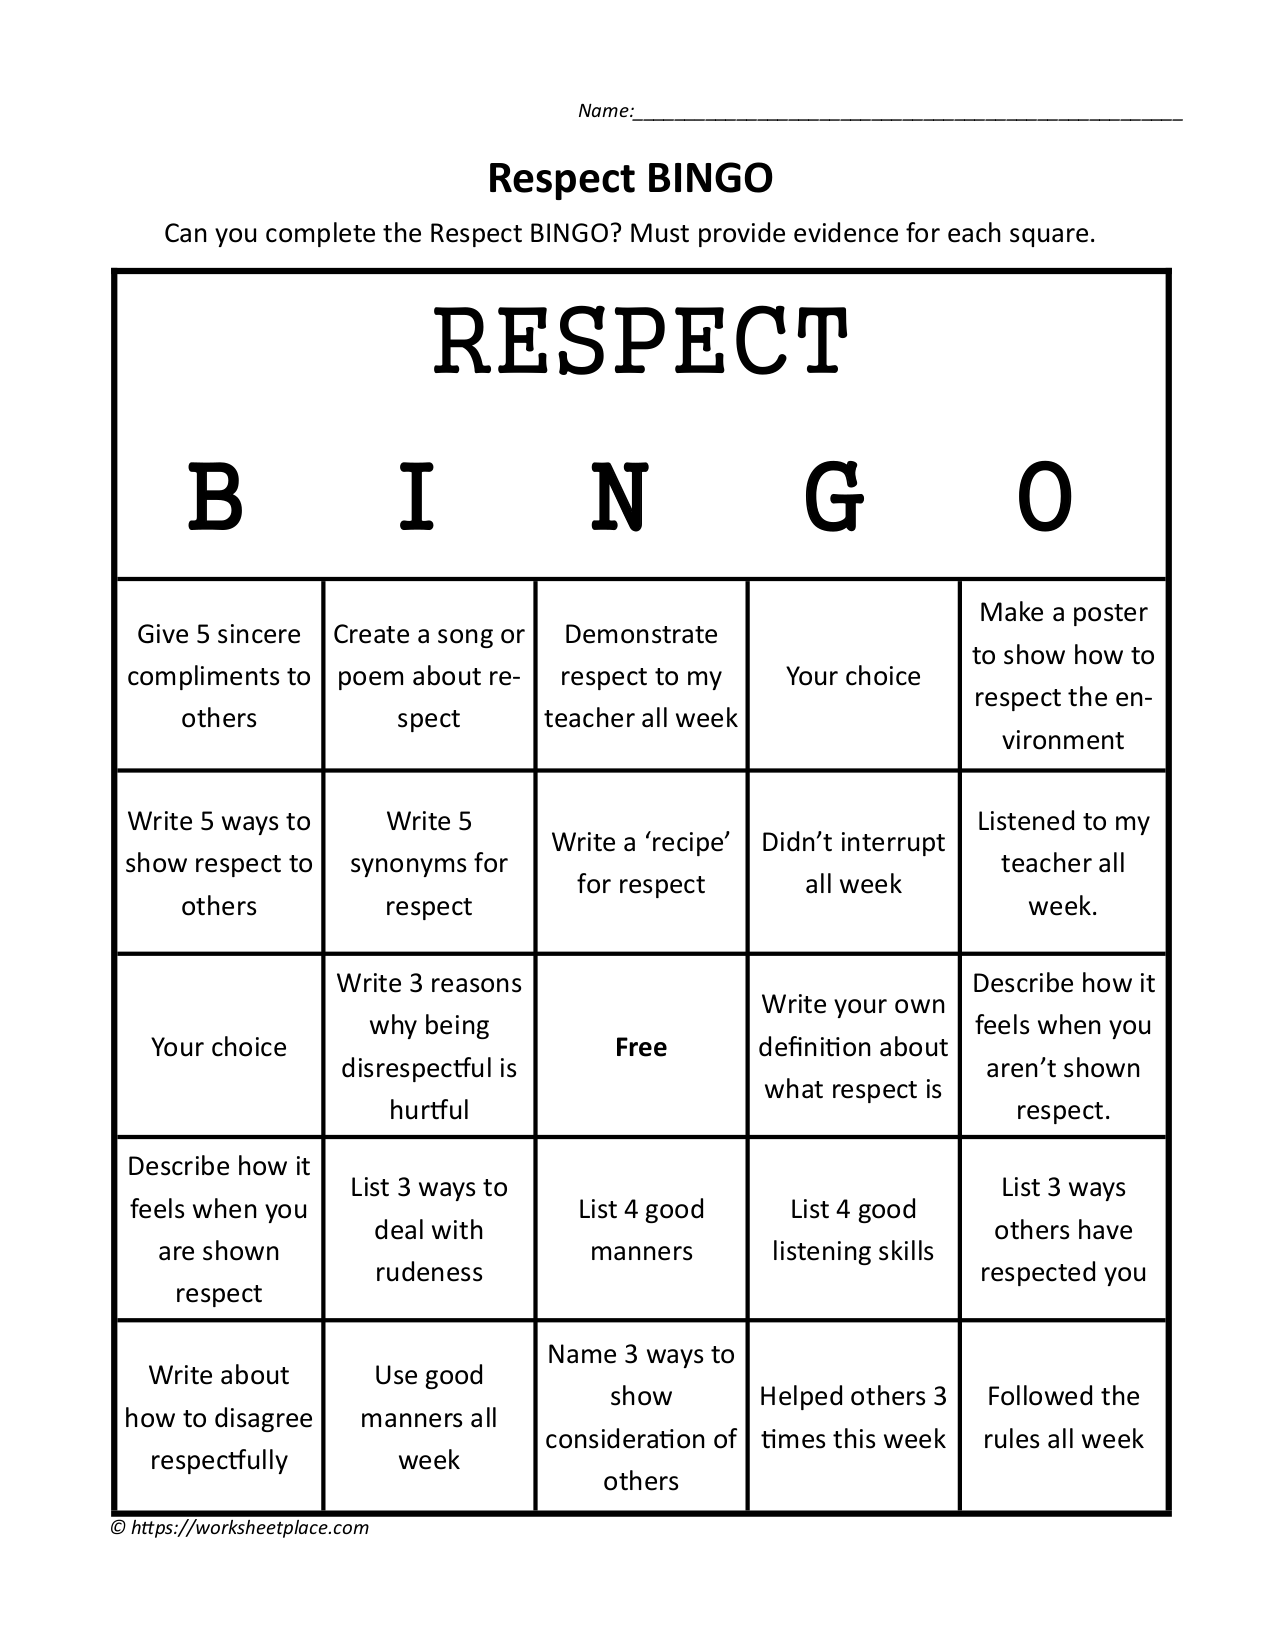 Name:____________________________________________________
Respect BINGO
Can you complete the Respect BINGO? Must provide evidence for each square.
RESPECT
B I N G O
Give 5 sincere
compliments to
others
Create a song or
poem about re-
spect
Demonstrate
respect to my
teacher all week
Your choice
Make a poster
to show how to
respect the en-
vironment
Write 5 ways to
show respect to
others
Write 5
synonyms for
respect
Write a ‘recipe’
for respect
Didn’t interrupt
all week
Listened to my
teacher all
week.
Your choice
Write 3 reasons
why being
disrespectful is
hurtful
Free
Write your own
definition about
what respect is
Describe how it
feels when you
aren’t shown
respect.
Describe how it
feels when you
are shown
respect
List 3 ways to
deal with
rudeness
List 4 good
manners
List 4 good
listening skills
List 3 ways
others have
respected you
Write about
how to disagree
respectfully
Use good
manners all
week
Name 3 ways to
show
consideration of
others
Helped others 3
times this week
Followed the
rules all week
© https://worksheetplace.com